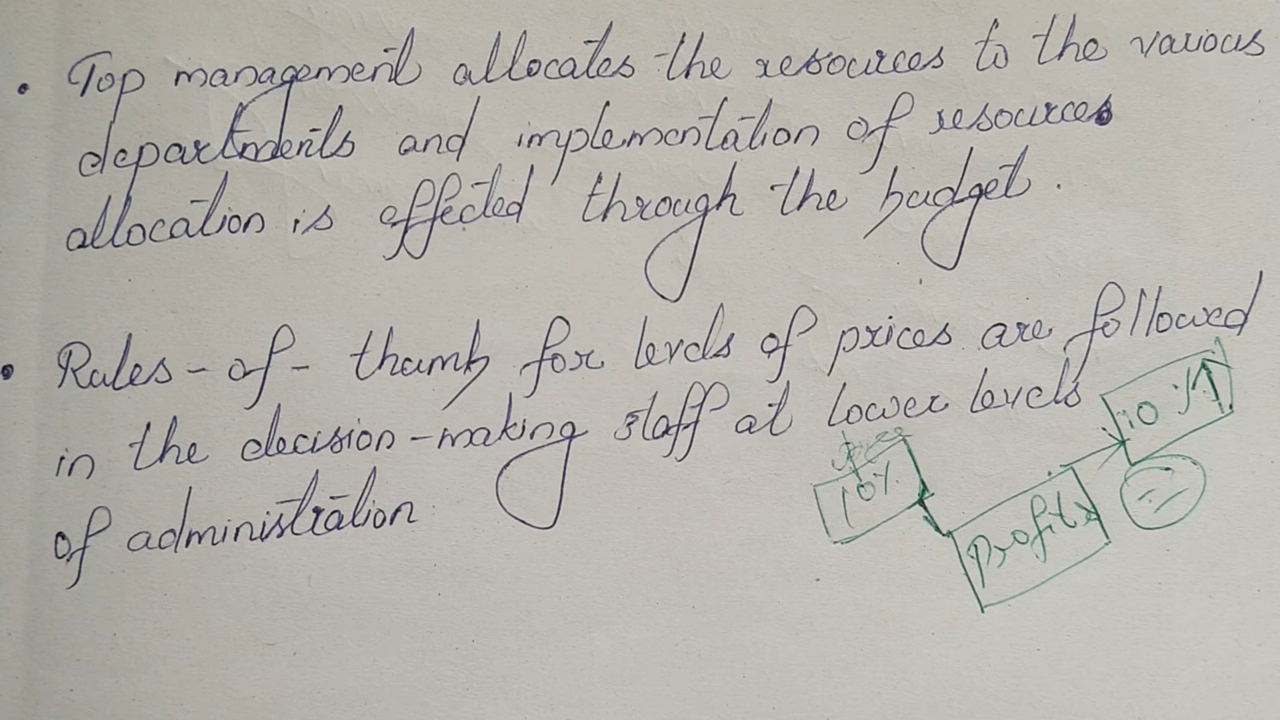 • Top management allocates the resources to the various
departments and implementation of resources
allocation is effected through the budget.
• Rules-of-thumb for levels of prices are followed
in the decision-making staff at lower levels
of administration
10%
Profits
10%↑